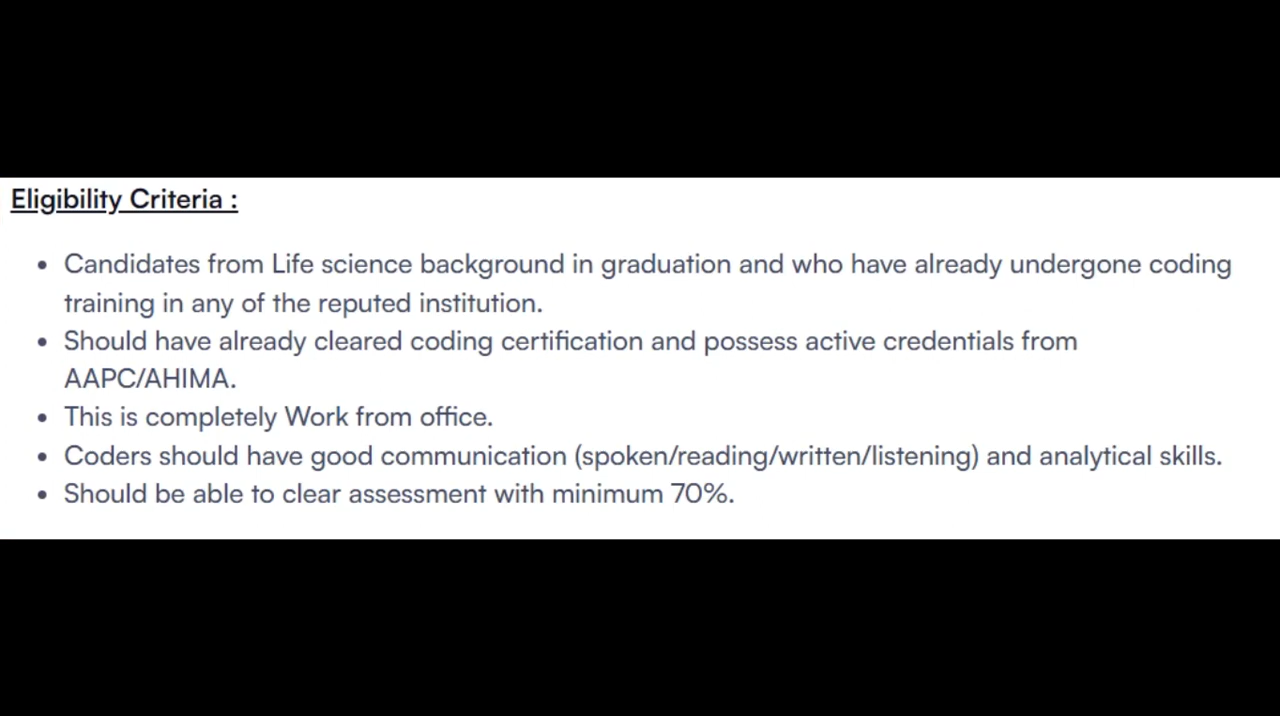 Eligibility Criteria :
• Candidates from Life science background in graduation and who have already undergone coding
training in any of the reputed institution.
• Should have already cleared coding certification and possess active credentials from
AAPC/AHIMA.
• This is completely Work from office.
• Coders should have good communication (spoken/reading/written/listening) and analytical skills.
• Should be able to clear assessment with minimum 70%.